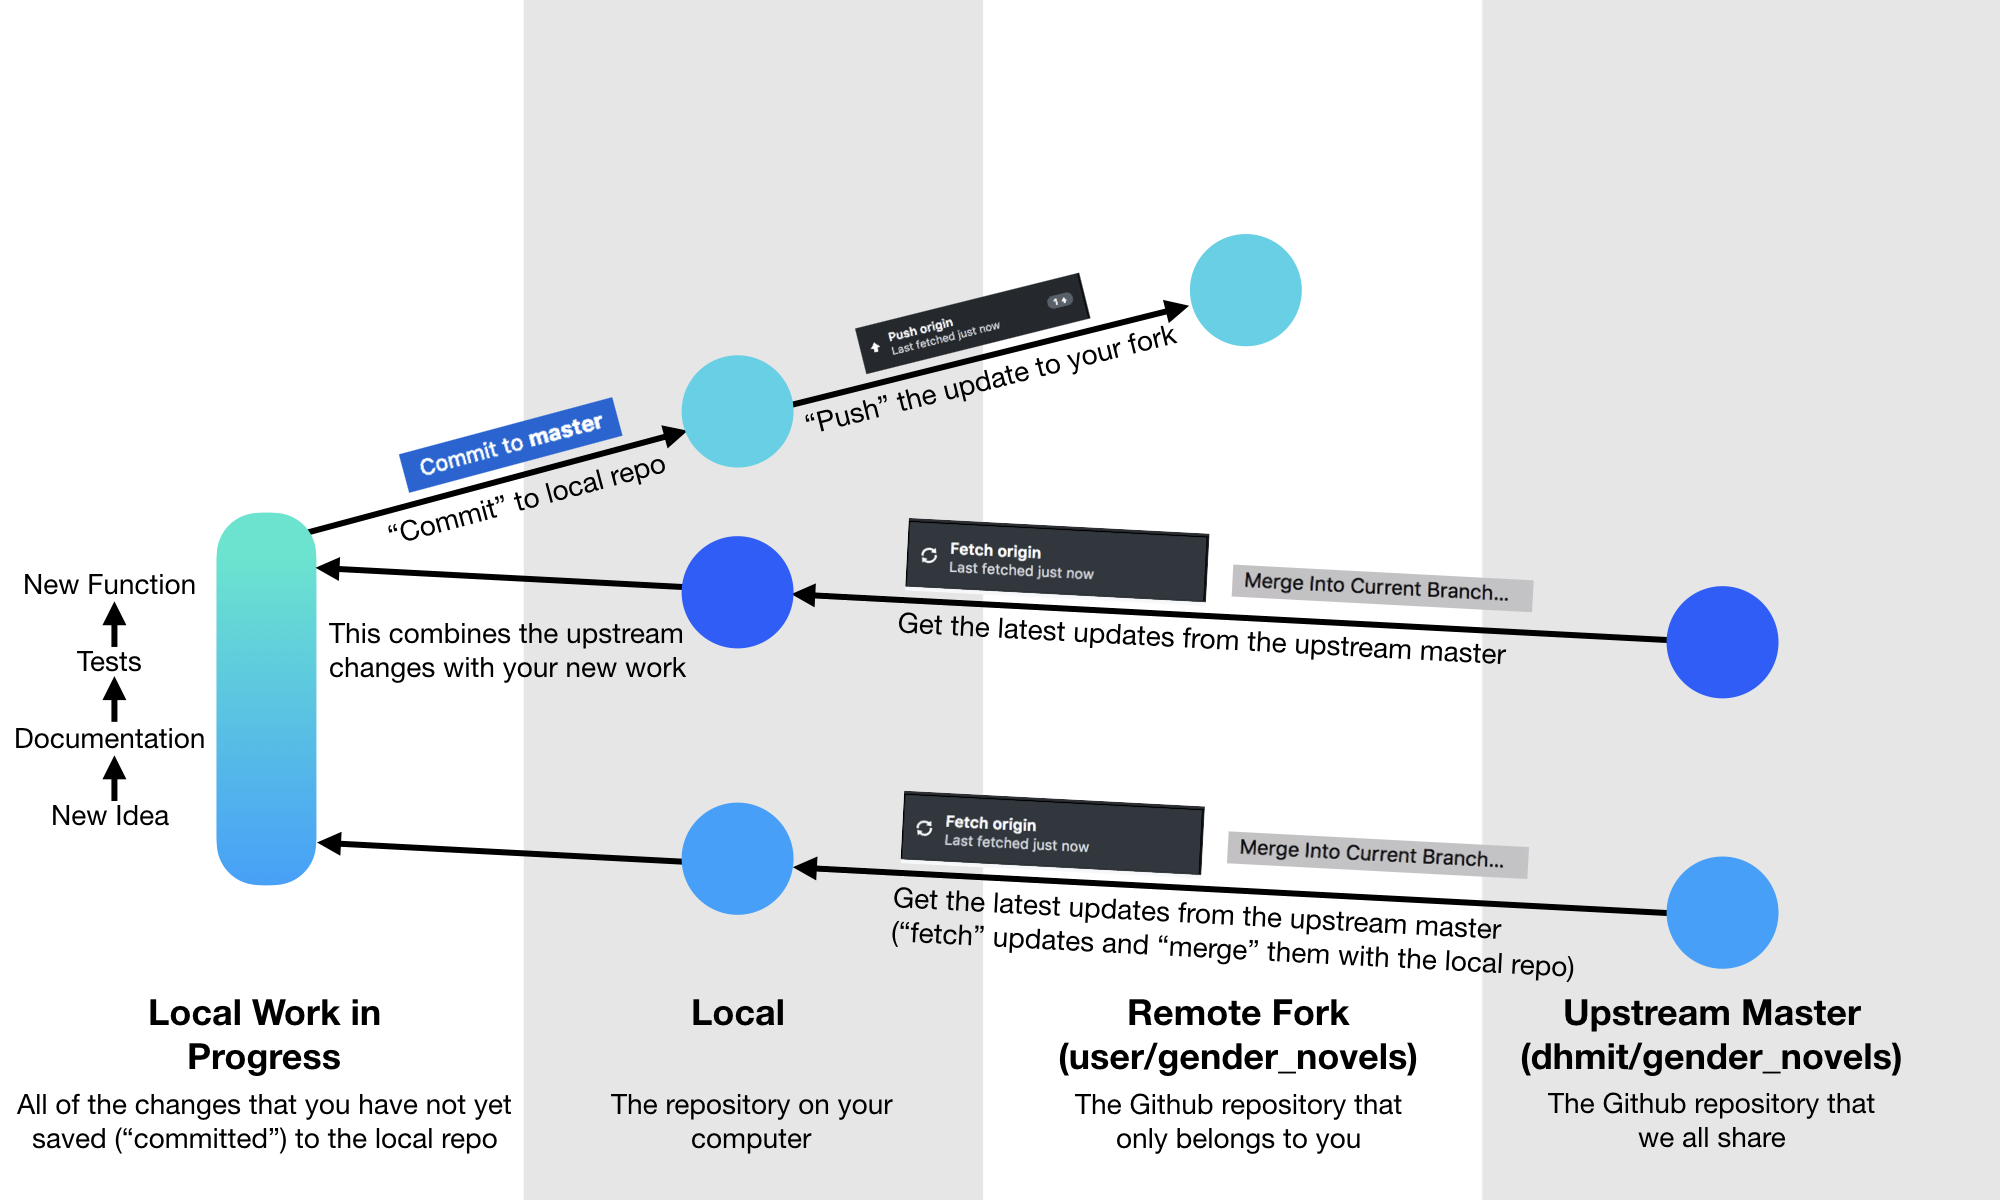 Push origin
Last fetched just now
1
"Push" the update to your fork
Commit to master
"Commit" to local repo
New Function
Tests
Documentation
New Idea
This combines the upstream
changes with your new work
Fetch origin
Last fetched just now
Merge Into Current Branch...
Get the latest updates from the upstream master
Fetch origin
Last fetched just now
Merge Into Current Branch...
Get the latest updates from the upstream master
(“fetch” updates and “merge” them with the local repo)
Local Work in
Progress
All of the changes that you have not yet
saved (“committed”) to the local repo
Local
The repository on your
computer
Remote Fork
(user/gender_novels)
The Github repository that
only belongs to you
Upstream Master
(dhmit/gender_novels)
The Github repository that
we all share